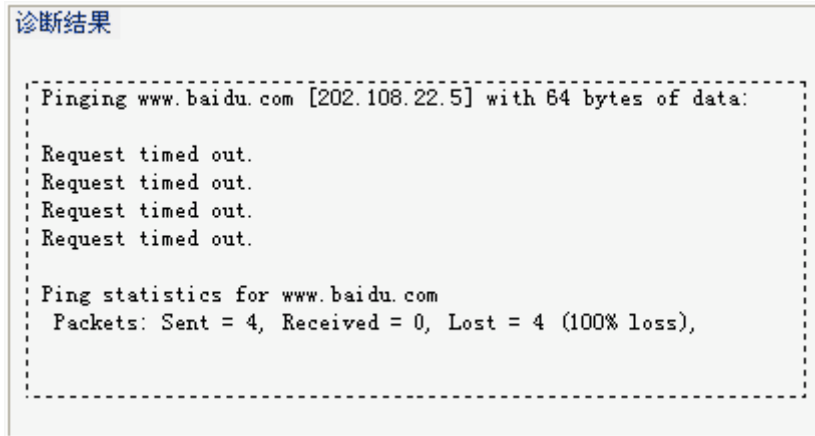 诊断结果
Pinging www.baidu.com [202.108.22.5] with 64 bytes of data:
Request timed out.
Request timed out.
Request timed out.
Request timed out.
Ping statistics for www.baidu.com
Packets: Sent = 4, Received = 0, Lost = 4 (100% loss),